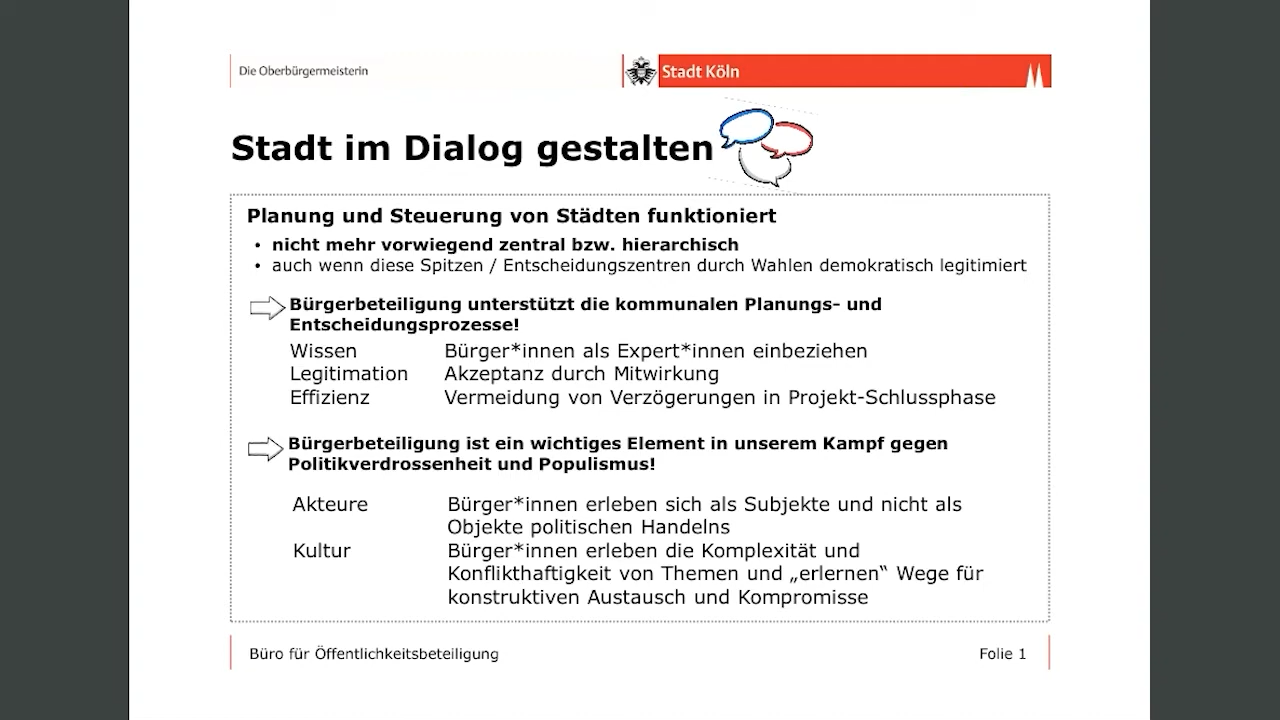 Die Oberbürgermeisterin
Stadt Köln
Stadt im Dialog gestalten
Planung und Steuerung von Städten funktioniert
• nicht mehr vorwiegend zentral bzw. hierarchisch
• auch wenn diese Spitzen / Entscheidungszentren durch Wahlen demokratisch legitimiert
Bürgerbeteiligung unterstützt die kommunalen Planungs- und
Entscheidungsprozesse!
Wissen Bürger*innen als Expert*innen einbeziehen
Legitimation Akzeptanz durch Mitwirkung
Effizienz Vermeidung von Verzögerungen in Projekt-Schlussphase
Bürgerbeteiligung ist ein wichtiges Element in unserem Kampf gegen
Politikverdrossenheit und Populismus!
Akteure Bürger*innen erleben sich als Subjekte und nicht als
Objekte politischen Handelns
Kultur Bürger*innen erleben die Komplexität und
Konflikthaftigkeit von Themen und „erlernen“ Wege für
konstruktiven Austausch und Kompromisse
Büro für Öffentlichkeitsbeteiligung
Folie 1